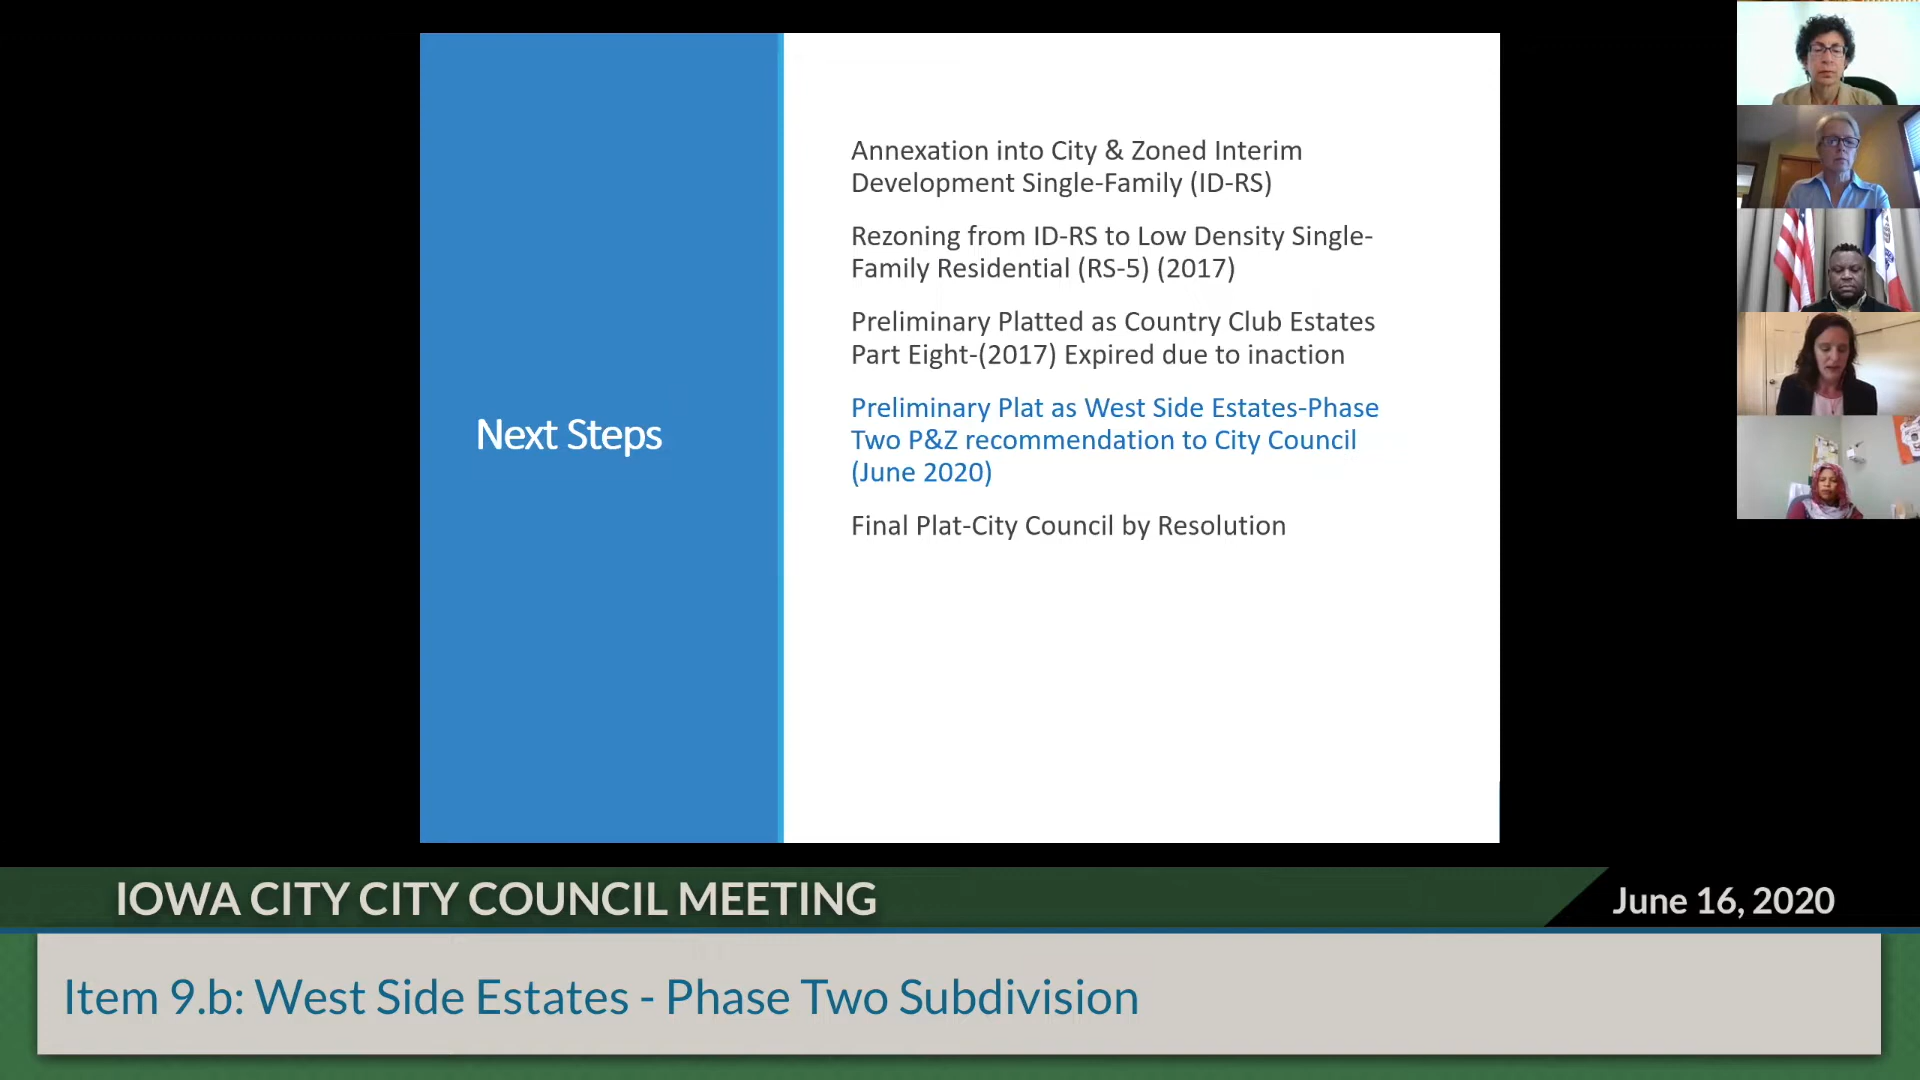 Next Steps
Annexation into City & Zoned Interim
Development Single-Family (ID-RS)
Rezoning from ID-RS to Low Density Single-
Family Residential (RS-5) (2017)
Preliminary Platted as Country Club Estates
Part Eight-(2017) Expired due to inaction
Preliminary Plat as West Side Estates-Phase
Two P&Z recommendation to City Council
(June 2020)
Final Plat-City Council by Resolution
IOWA CITY CITY COUNCIL MEETING
June 16, 2020
Item 9.b: West Side Estates - Phase Two Subdivision